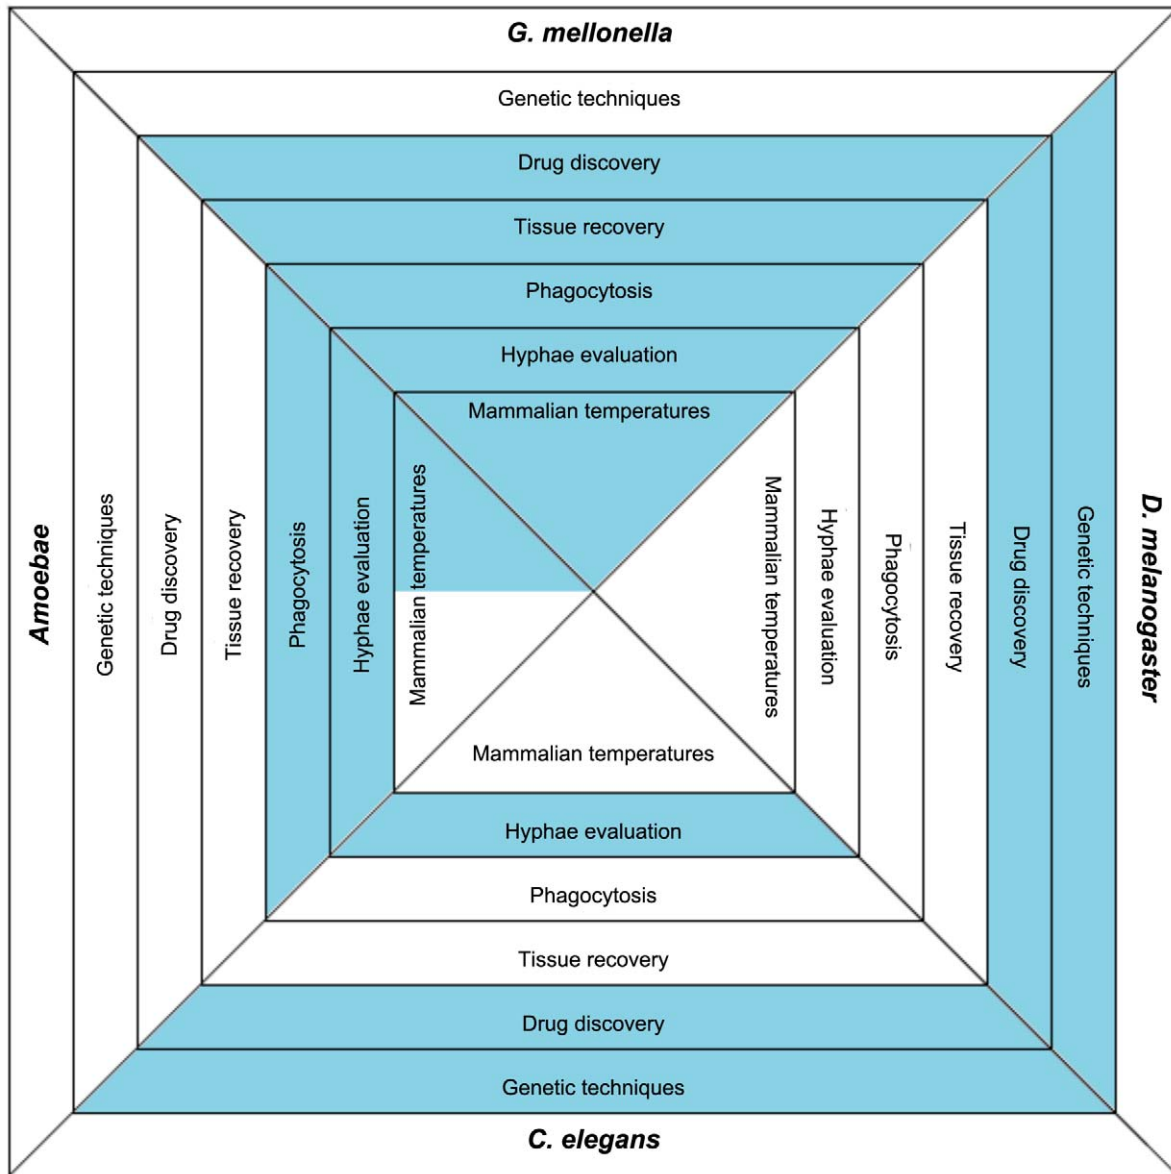 G. mellonella
Genetic techniques
Drug discovery
Tissue recovery
Phagocytosis
Hyphae evaluation
Mammalian temperatures
Amoebae
Genetic techniques
Drug discovery
Tissue recovery
Phagocytosis
Hyphae evaluation
Mammalian temperatures
Mammalian temperatures
Hyphae evaluation
Phagocytosis
Tissue recovery
Drug discovery
Genetic techniques
D. melanogaster
Mammalian temperatures
Hyphae evaluation
Phagocytosis
Tissue recovery
Drug discovery
Genetic techniques
C. elegans